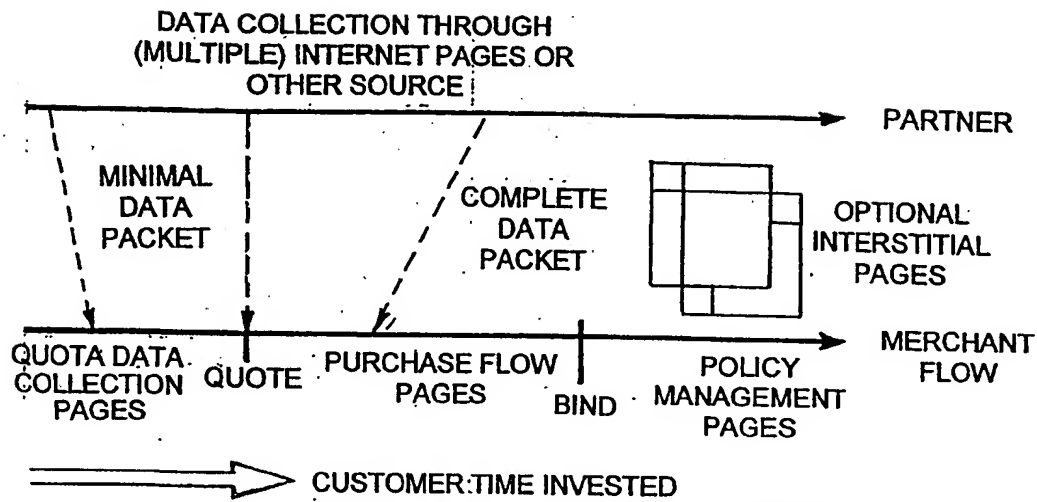 DATA COLLECTION THROUGH
(MULTIPLE) INTERNET PAGES OR
OTHER SOURCE
PARTNER
MINIMAL
DATA
PACKET
COMPLETE
DATA
PACKET
OPTIONAL
INTERSTITIAL
PAGES
QUOTA DATA
COLLECTION
PAGES
QUOTE
PURCHASE FLOW
PAGES
BIND
POLICY
MANAGEMENT
PAGES
MERCHANT
FLOW
CUSTOMER TIME INVESTED